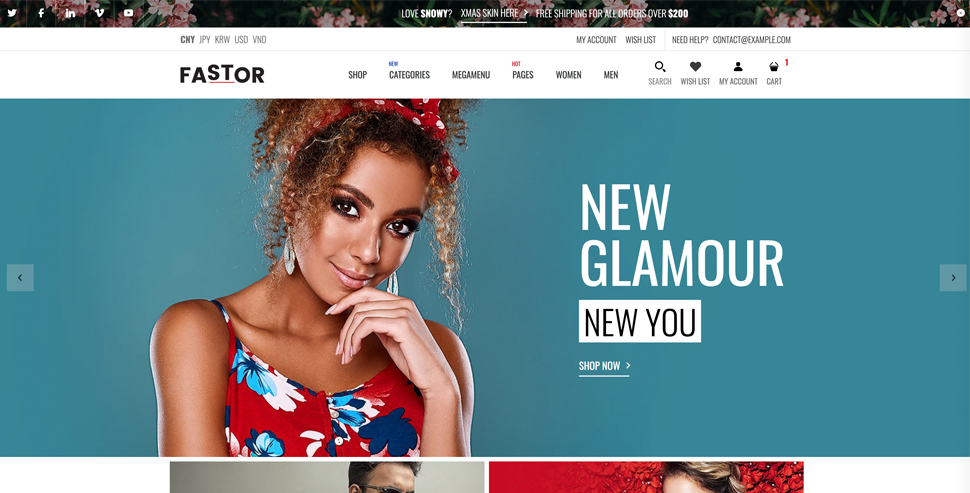 LOVE SNOWY? XMAS SKIN HERE FREE SHIPPING FOR ALL ORDERS OVER $200
CNY JPY KRW USD VND
MY ACCOUNT WISH LIST NEED HELP? CONTACT@EXAMPLE.COM
FASTOR
NEW
HOT
SHOP CATEGORIES MEGAMENU PAGES WOMEN MEN
1
SEARCH WISH LIST MY ACCOUNT CART
NEW
GLAMOUR
NEW YOU
SHOP NOW